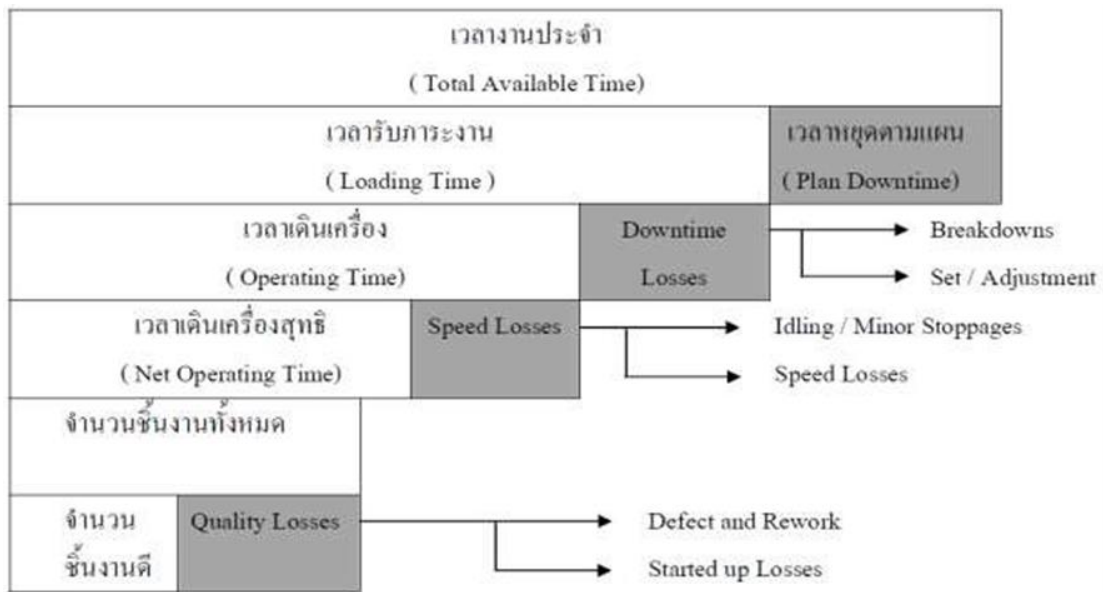 เวลางานประจำ
( Total Available Time)
เวลารับภาระงาน
( Loading Time )
เวลาหยุดตามแผน
( Plan Downtime)
เวลาเดินเครื่อง
( Operating Time)
Downtime
Losses
Breakdowns
Set / Adjustment
เวลาเดินเครื่องสุทธิ
( Net Operating Time)
Speed Losses
Idling / Minor Stoppages
Speed Losses
จำนวนชิ้นงานทั้งหมด
จำนวน
ชิ้นงานดี
Quality Losses
Defect and Rework
Started up Losses